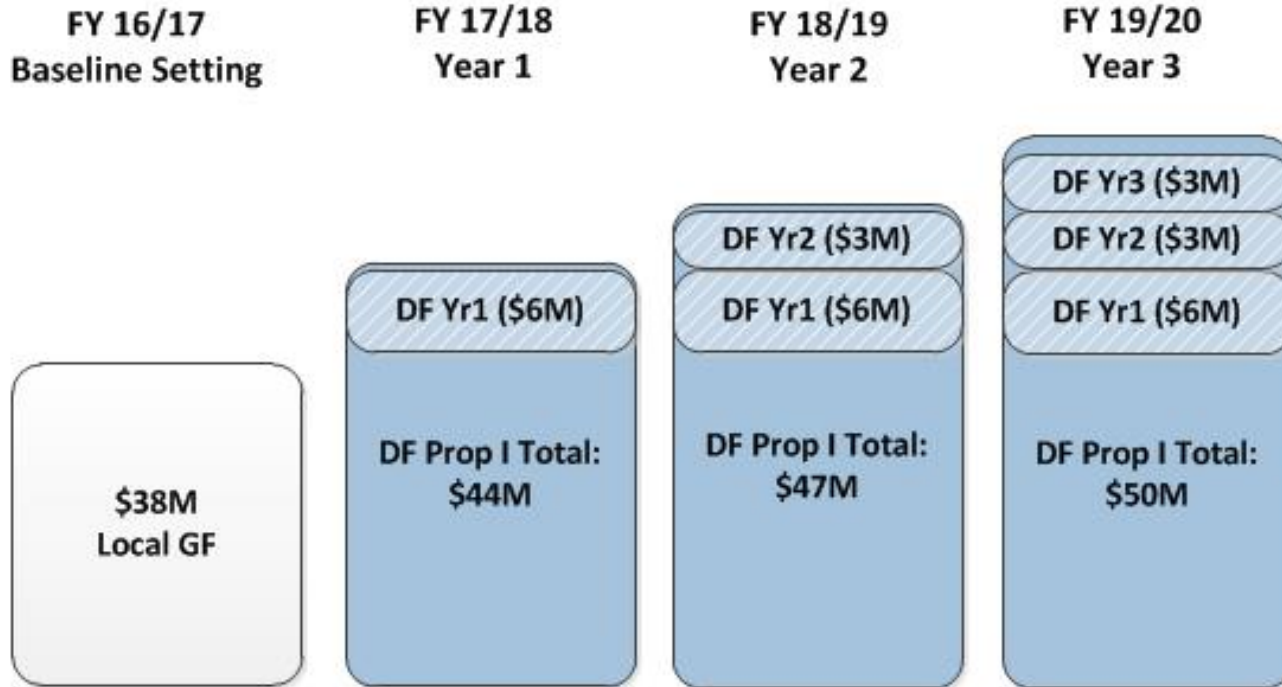 FY 16/17
Baseline Setting
FY 17/18
Year 1
FY 18/19
Year 2
FY 19/20
Year 3
$38M
Local GF
DF Yr1 ($6M)
DF Prop I Total:
$44M
DF Yr2 ($3M)
DF Yr1 ($6M)
DF Prop I Total:
$47M
DF Yr3 ($3M)
DF Yr2 ($3M)
DF Yr1 ($6M)
DF Prop I Total:
$50M